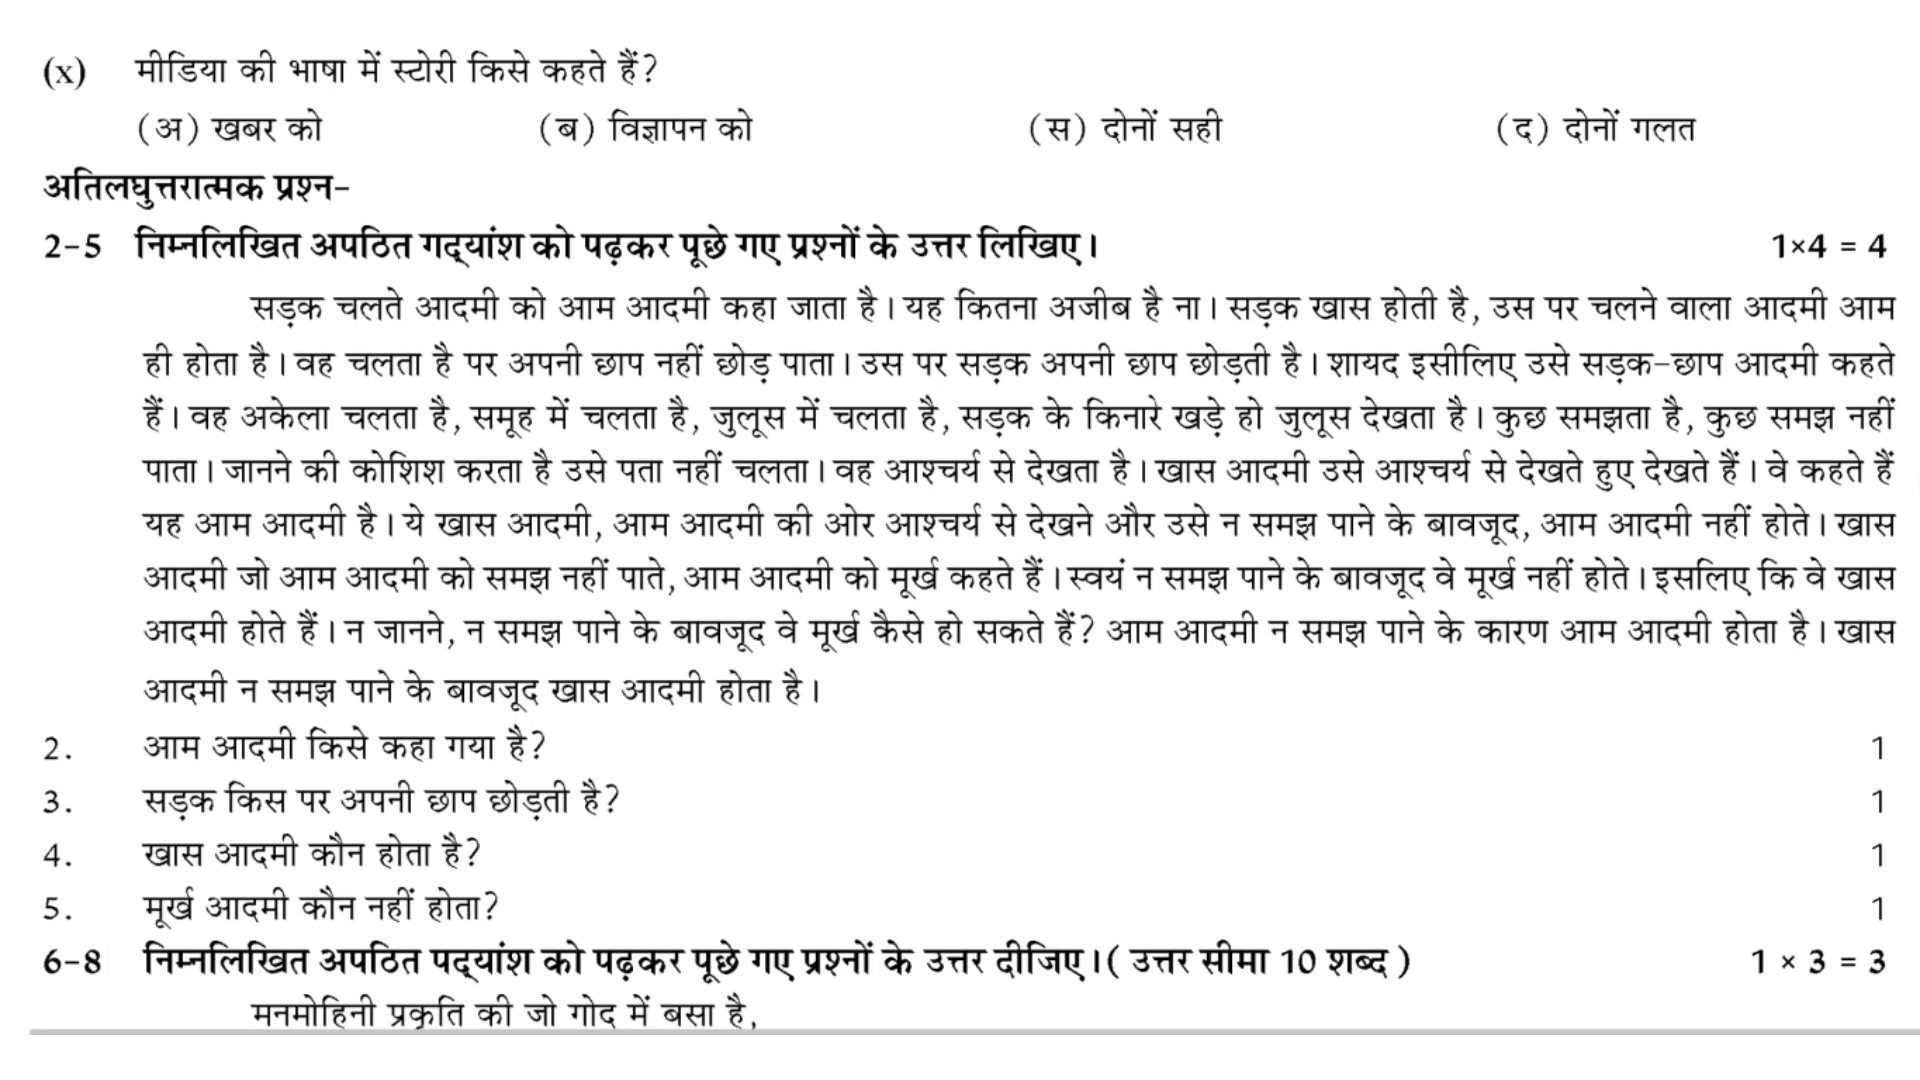 (x) मीडिया की भाषा में स्टोरी किसे कहते हैं?
(अ) खबर को (ब) विज्ञापन को (स) दोनों सही (द) दोनों गलत
अतिलघुत्तरात्मक प्रश्न-
2-5 निम्नलिखित अपठित गद्यांश को पढ़कर पूछे गए प्रश्नों के उत्तर लिखिए। 1×4 = 4
सड़क चलते आदमी को आम आदमी कहा जाता है। यह कितना अजीब है ना। सड़क खास होती है, उस पर चलने वाला आदमी आम
ही होता है। वह चलता है पर अपनी छाप नहीं छोड़ पाता। उस पर सड़क अपनी छाप छोड़ती है। शायद इसीलिए उसे सड़क-छाप आदमी कहते
हैं। वह अकेला चलता है, समूह में चलता है, जुलूस में चलता है, सड़क के किनारे खड़े हो जुलूस देखता है। कुछ समझता है, कुछ समझ नहीं
पाता। जानने की कोशिश करता है उसे पता नहीं चलता। वह आश्चर्य से देखता है। खास आदमी उसे आश्चर्य से देखते हुए देखते हैं। वे कहते हैं
यह आम आदमी है। ये खास आदमी, आम आदमी की ओर आश्चर्य से देखने और उसे न समझ पाने के बावजूद, आम आदमी नहीं होते। खास
आदमी जो आम आदमी को समझ नहीं पाते, आम आदमी को मूर्ख कहते हैं। स्वयं न समझ पाने के बावजूद वे मूर्ख नहीं होते। इसलिए कि वे खास
आदमी होते हैं। न जानने, न समझ पाने के बावजूद वे मूर्ख कैसे हो सकते हैं? आम आदमी न समझ पाने के कारण आम आदमी होता है। खास
आदमी न समझ पाने के बावजूद खास आदमी होता है।
2. आम आदमी किसे कहा गया है? 1
3. सड़क किस पर अपनी छाप छोड़ती है? 1
4. खास आदमी कौन होता है? 1
5. मूर्ख आदमी कौन नहीं होता? 1
6-8 निम्नलिखित अपठित पद्यांश को पढ़कर पूछे गए प्रश्नों के उत्तर दीजिए। ( उत्तर सीमा 10 शब्द ) 1 × 3 = 3
मनमोहिनी प्रकृति की जो गोद में बसा है,